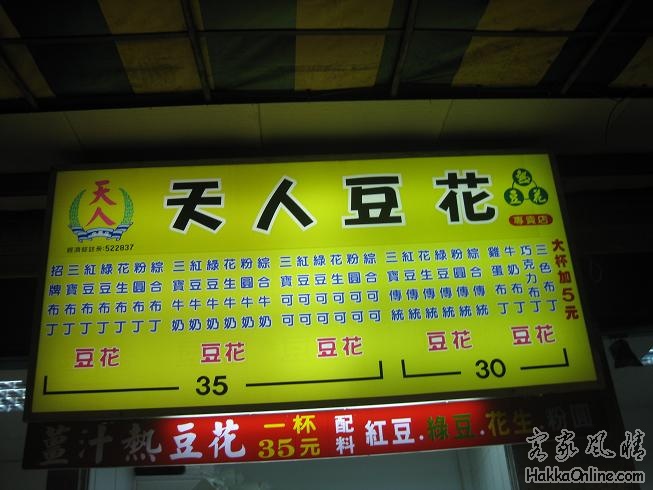 天人
522837
天人豆花
豆
花
專賣店
招牌布丁
三寶布丁
紅豆布丁
綠豆布丁
花生布丁
粉圓布丁
綜合布丁
三寶牛奶
紅豆牛奶
綠豆牛奶
花生牛奶
粉圓牛奶
綜合牛奶
三寶可可
紅豆可可
綠豆可可
花生可可
粉圓可可
綜合可可
三寶傳統
紅豆傳統
綠豆傳統
花生傳統
粉圓傳統
綜合傳統
雞蛋布丁
牛奶布丁
巧克力布丁
三色布丁
大杯加5元
豆花 豆花 豆花 豆花 豆花
35 30
薑汁熱豆花 一杯35元 配料 紅豆.綠豆.花生.粉圓
客家風情
HakkaOnline.com